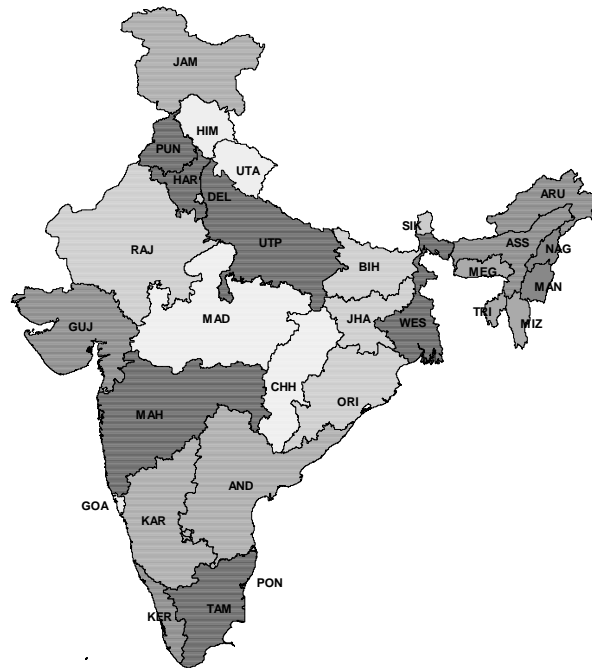 JAM
HIM
PUN
UTA
HAR
DEL
ARU
SIK
ASS
NAG
RAJ
UTP
BIH
MEG
MAN
TRI
MIZ
GUJ
MAD
JHA
WES
CHH
ORI
MAH
AND
GOA
KAR
PON
KER
TAM